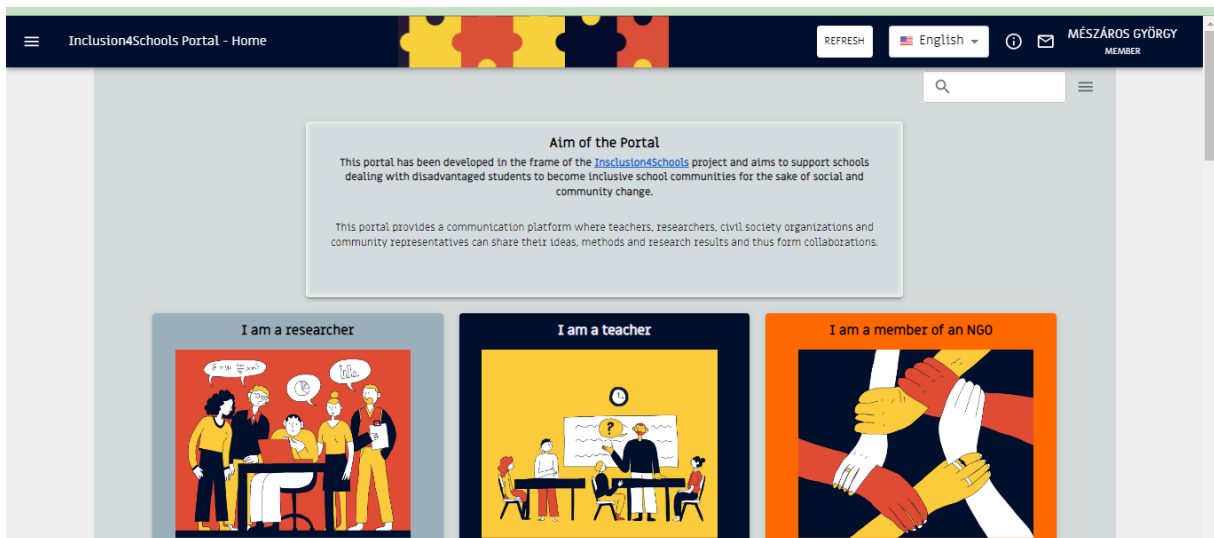 Inclusion4Schools Portal - Home
REFRESH
English
MÉSZÁROS GYÖRGY
MEMBER
Aim of the Portal
This portal has been developed in the frame of the Insclusion4Schools project and aims to support schools
dealing with disadvantaged students to become inclusive school communities for the sake of social and
community change.
This portal provides a communication platform where teachers, researchers, civil society organizations and
community representatives can share their ideas, methods and research results and thus form collaborations.
I am a researcher
I am a teacher
I am a member of an NGO
?